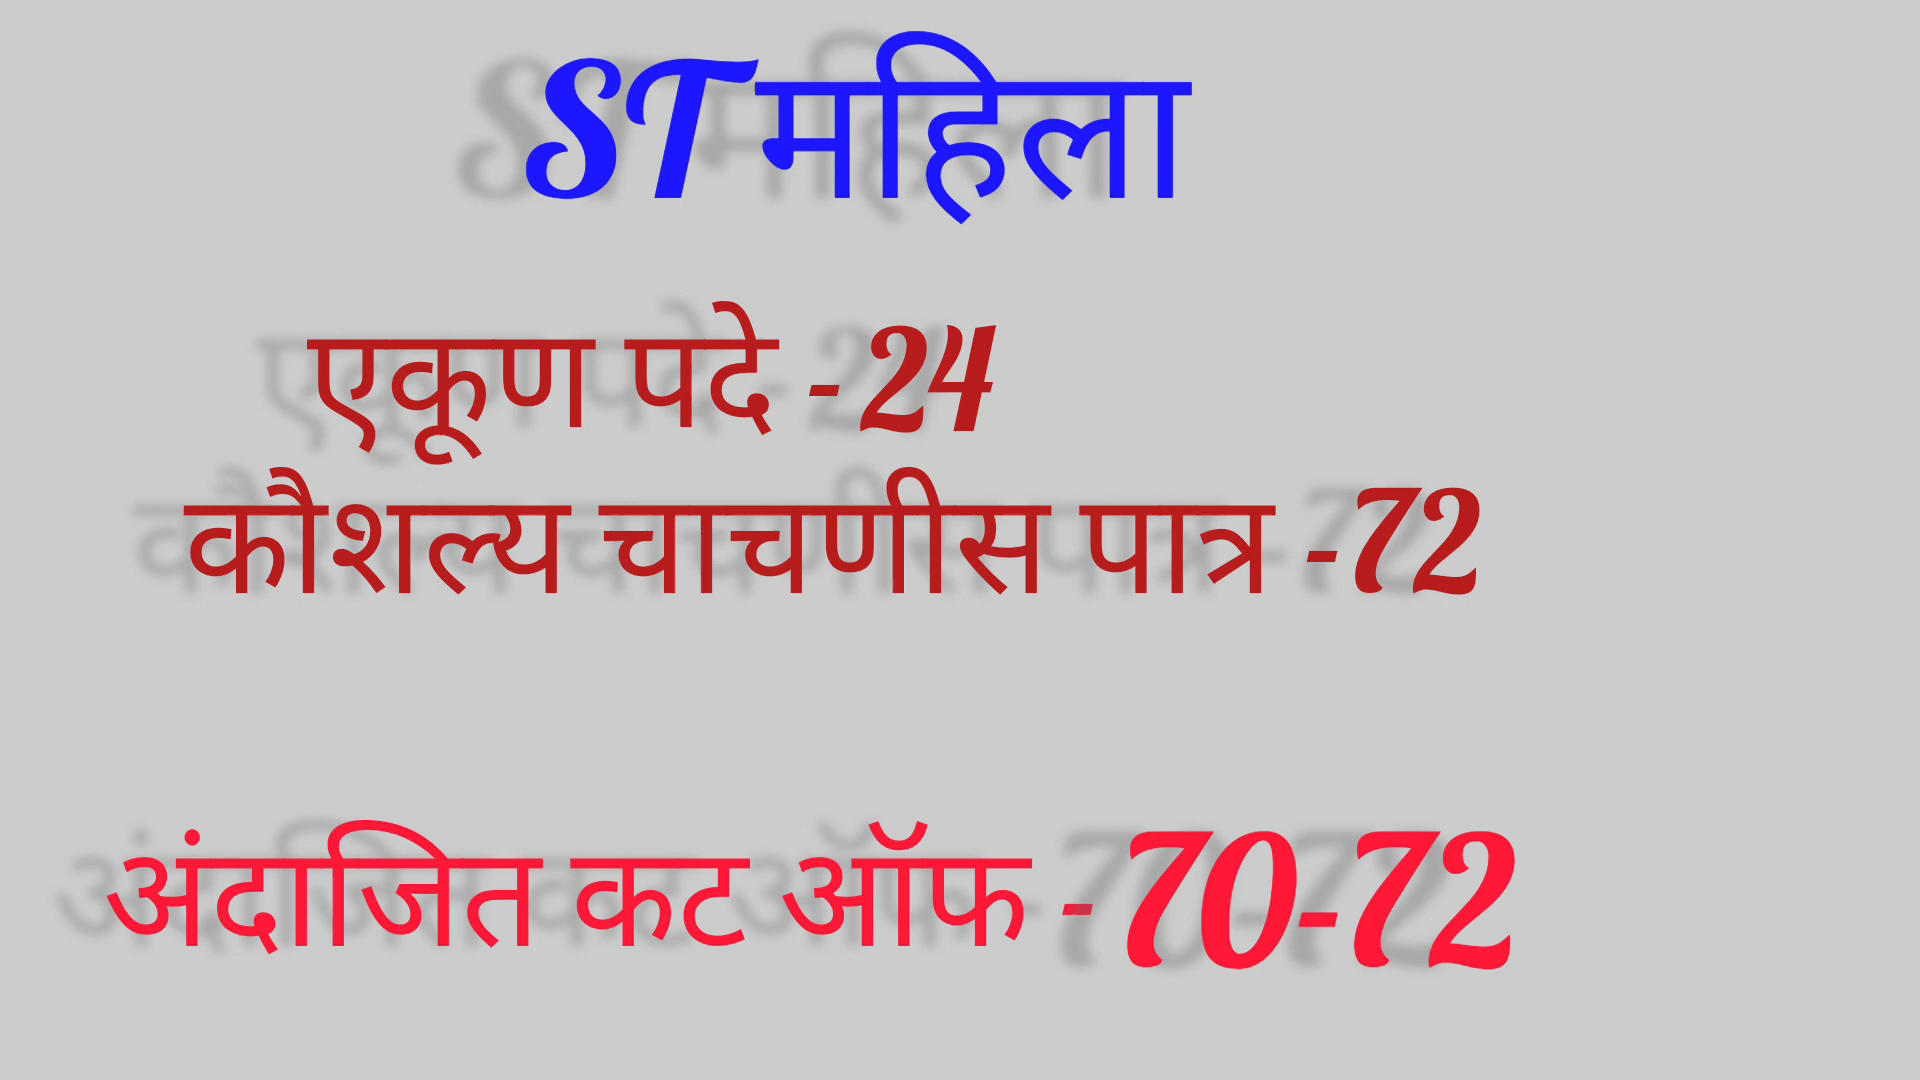 ST महिला
एकूण पदे - 24
कौशल्य चाचणीस पात्र -72
अंदाजित कट ऑफ - 70-72